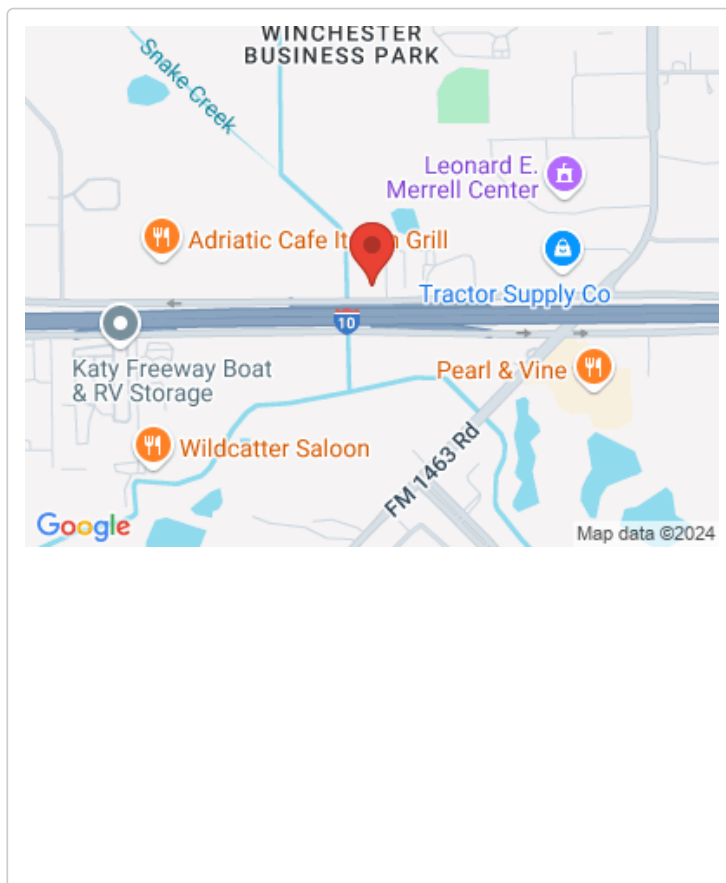 WINCHESTER
BUSINESS PARK
Snake Creek
Leonard E.
Merrell Center
Adriatic Cafe It n Grill
Tractor Supply Co
10
Katy Freeway Boat
& RV Storage
Pearl & Vine
Wildcatter Saloon
FM 1463 Rd
Google
Map data ©2024